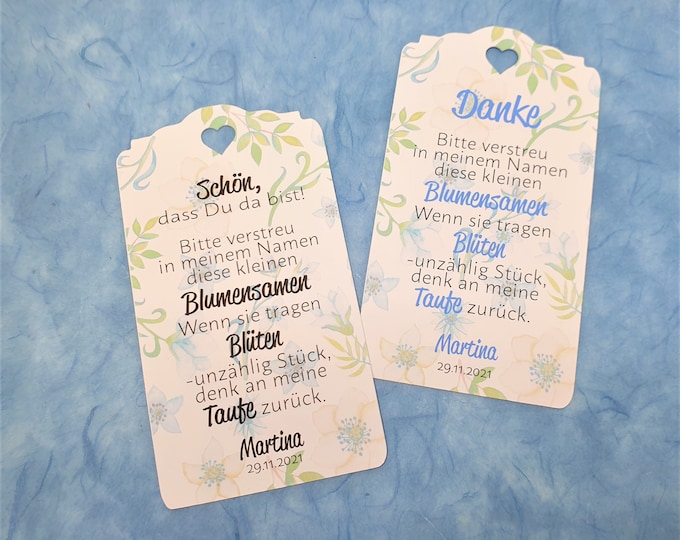 Schön,
dass Du da bist!
Bitte verstreu
in meinem Namen
diese kleinen
Blumensamen
Wenn sie tragen
Blüten
-unzählig Stück,
denk an meine
Taufe zurück.
Martina
29.11.2021
Danke
Bitte verstreu
in meinem Namen
diese kleinen
Blumensamen
Wenn sie tragen
Blüten
-unzählig Stück,
denk an meine
Taufe zurück.
Martina
29.11.2021